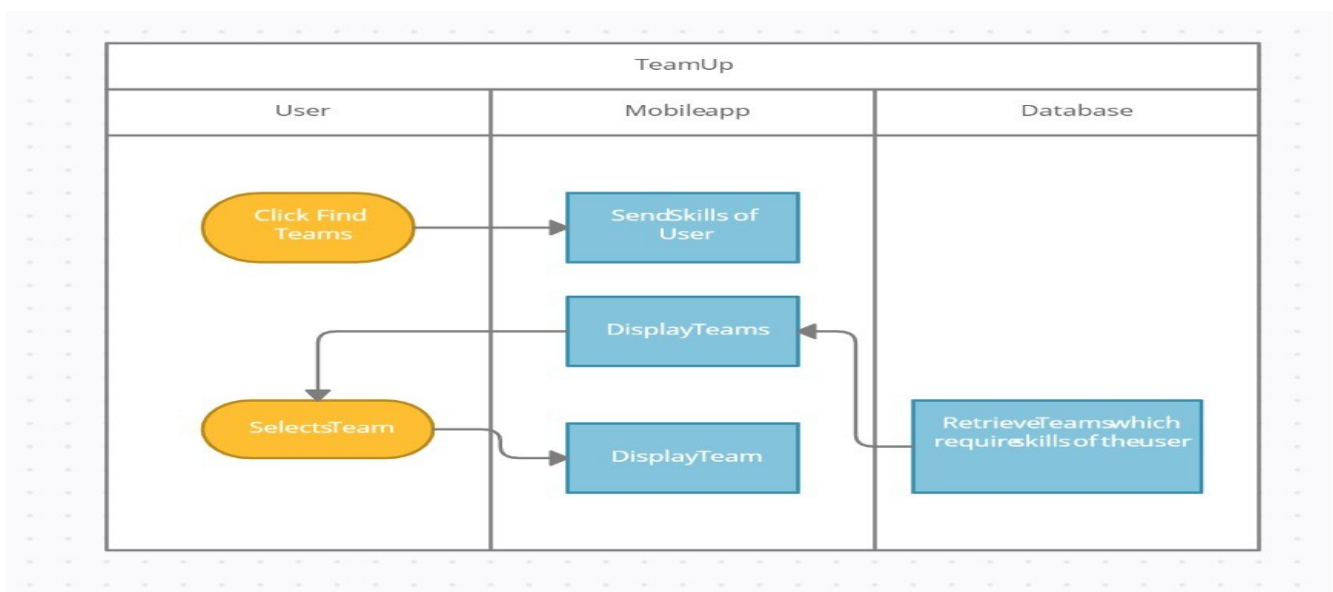 TeamUp
User
Mobileapp
Database
Click Find
Teams
SendSkills of
User
DisplayTeams
SelectsTeam
DisplayTeam
RetrieveTeamswhich
requireskills of theuser